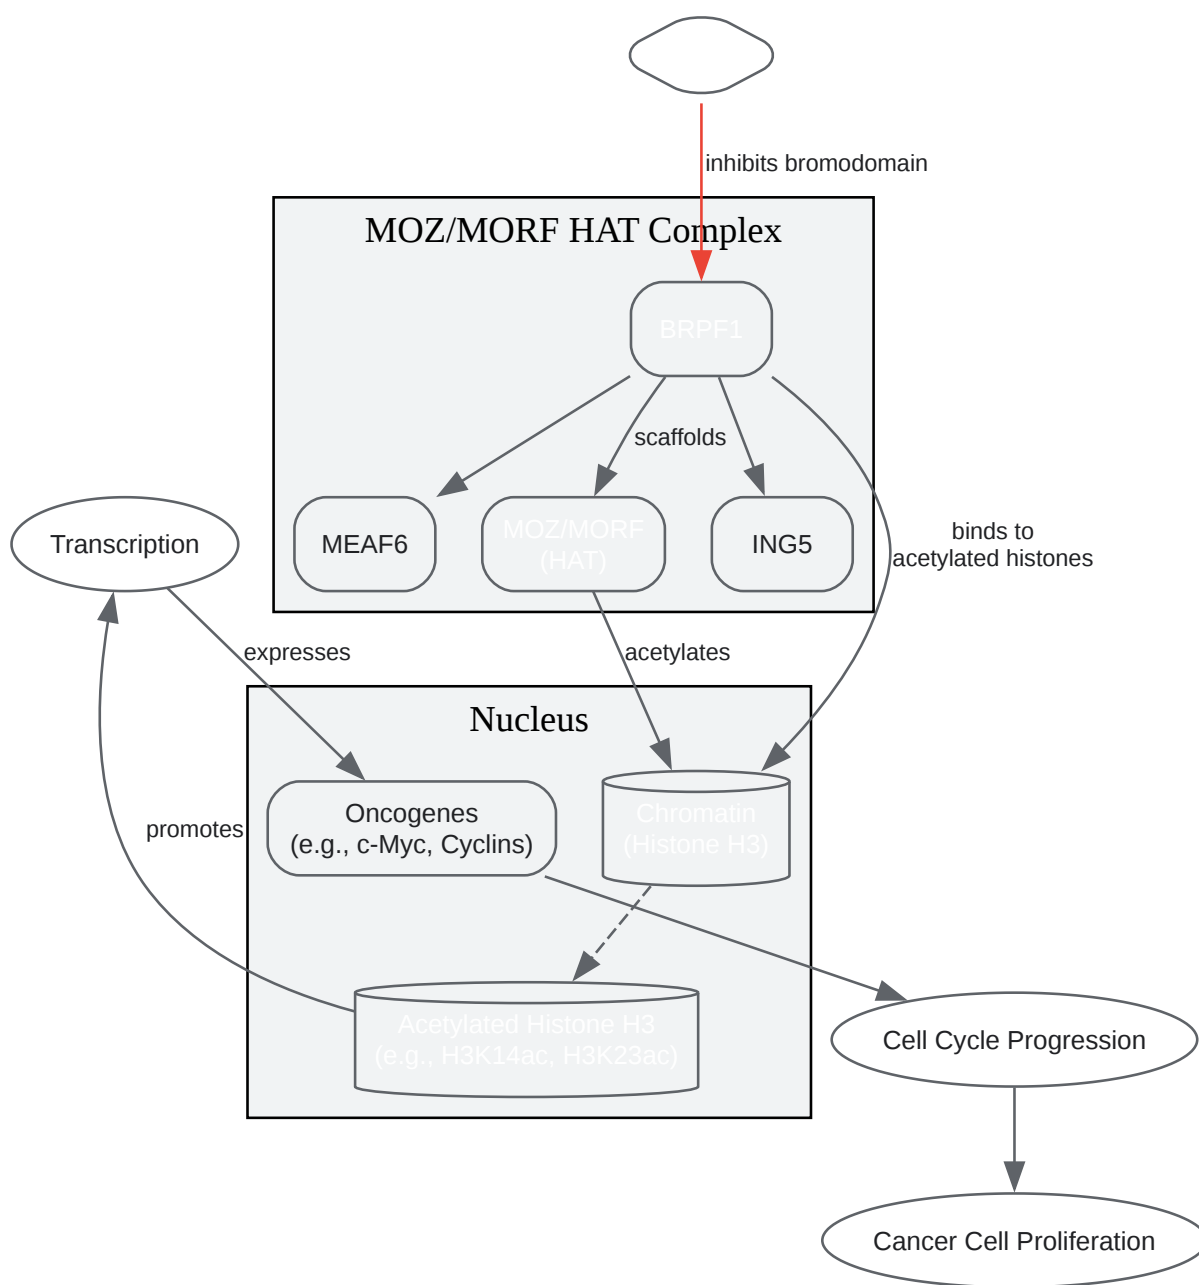 inhibits bromodomain
MOZ/MORF HAT Complex
BRPF1
scaffolds
MEAF6
MOZ/MORF
(HAT)
ING5
binds to
acetylated histones
Transcription
expresses
acetylates
Nucleus
Oncogenes
(e.g., c-Myc, Cyclins)
Chromatin
(Histone H3)
promotes
Acetylated Histone H3
(e.g., H3K14ac, H3K23ac)
Cell Cycle Progression
Cancer Cell Proliferation